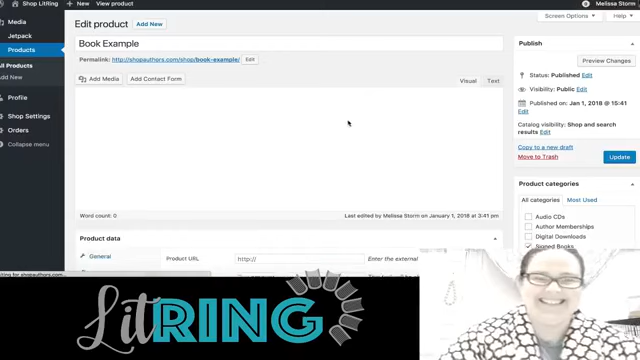 Shop LitRing
New
View product
Melissa Storm
Media
Jetpack
Products
All Products
Add New
Profile
Shop Settings
Orders
Collapse menu
Edit product
Add New
Screen Options
Help
Book Example
Permalink: http://shopauthors.com/shop/book-example/ Edit
Add Media
Add Contact Form
Visual
Text
Word count: 0
Last edited by Melissa Storm on January 1, 2018 at 3:41 pm
Product data
General
Product URL
http://
Enter the external
Publish
Preview Changes
Status: Published Edit
Visibility: Public Edit
Published on: Jan 1, 2018 @ 15:41
Edit
Catalog visibility: Shop and search
results Edit
Copy to a new draft
Move to Trash
Update
Product categories
All categories
Most Used
Audio CDs
Author Memberships
Digital Downloads
Signed Books
for shopauthors.com...
LitRING